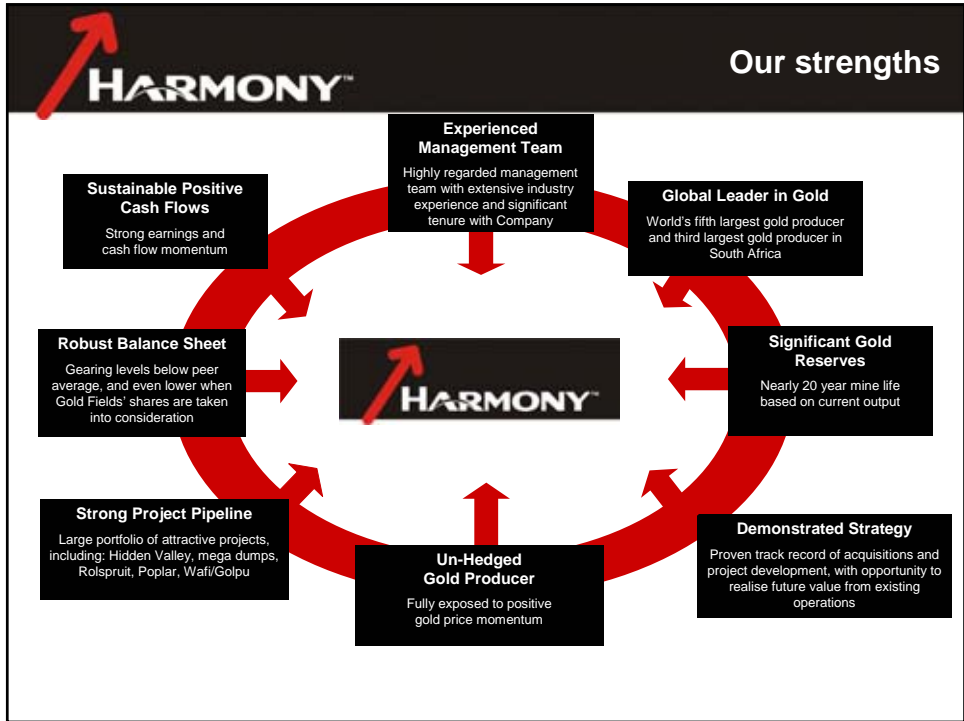 HARMONY™
Our strengths
Experienced
Management Team
Highly regarded management
team with extensive industry
experience and significant
tenure with Company
Sustainable Positive
Cash Flows
Strong earnings and
cash flow momentum
Global Leader in Gold
World's fifth largest gold producer
and third largest gold producer in
South Africa
Robust Balance Sheet
Gearing levels below peer
average, and even lower when
Gold Fields' shares are taken
into consideration
HARMONY™
Significant Gold
Reserves
Nearly 20 year mine life
based on current output
Strong Project Pipeline
Large portfolio of attractive projects,
including: Hidden Valley, mega dumps,
Rolspruit, Poplar, Wafi/Golpu
Un-Hedged
Gold Producer
Fully exposed to positive
gold price momentum
Demonstrated Strategy
Proven track record of acquisitions and
project development, with opportunity to
realise future value from existing
operations